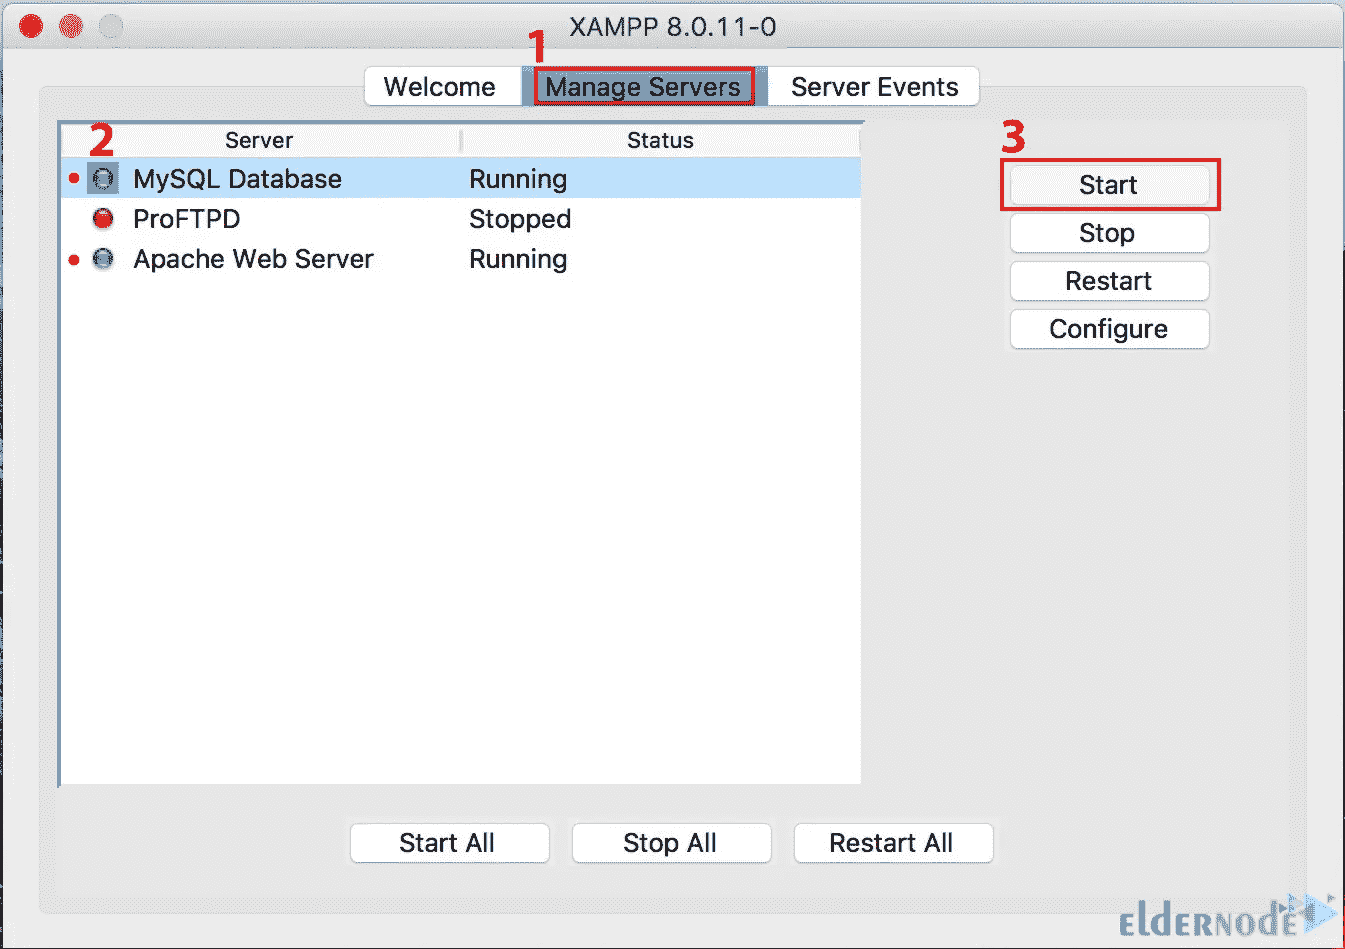 XAMPP 8.0.11-0
1
Welcome
Manage Servers
Server Events
2
Server
Status
3
MySQL Database
Running
ProFTPD
Stopped
Apache Web Server
Running
Start
Stop
Restart
Configure
Start All
Stop All
Restart All
ELDERNODE